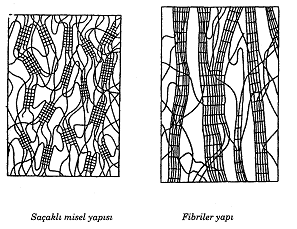 Saçaklı misel yapısı
Fibriler yapı